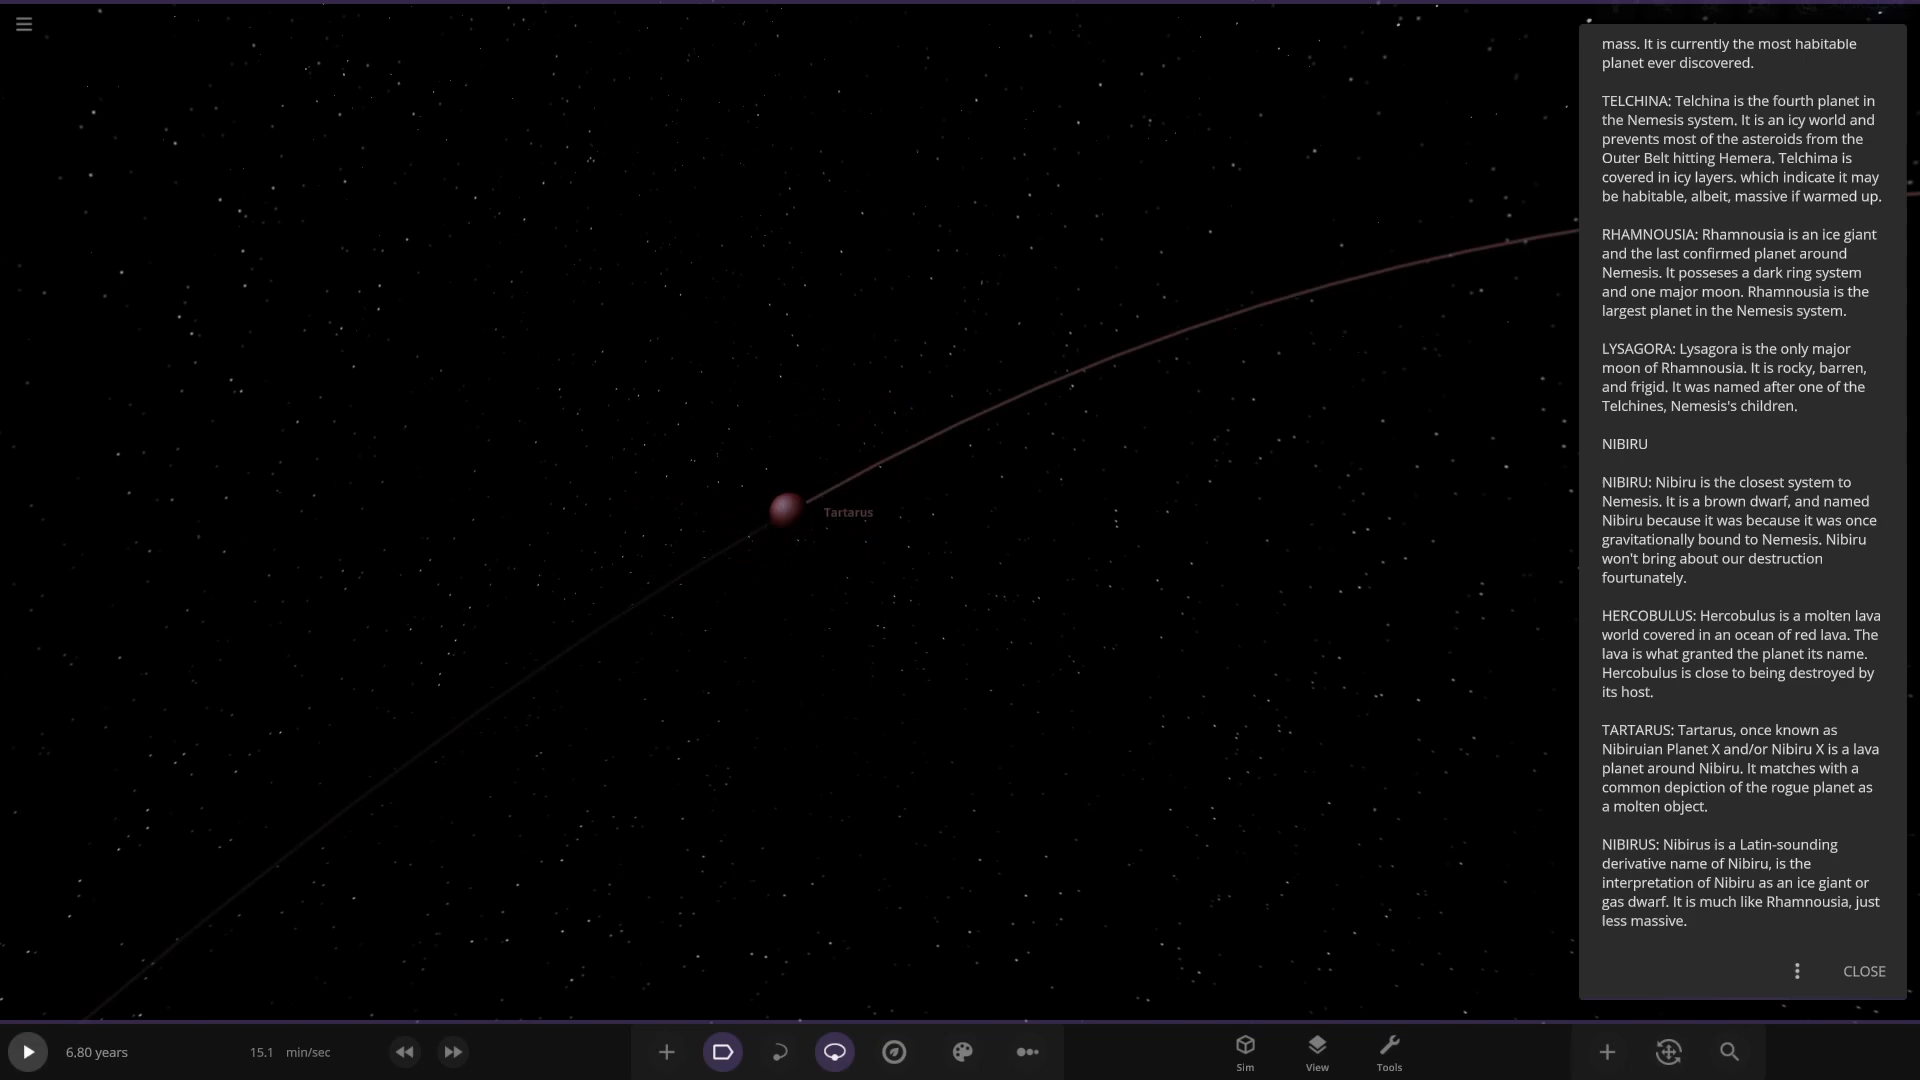 mass. It is currently the most habitable
planet ever discovered.
TELCHINA: Telchina is the fourth planet in
the Nemesis system. It is an icy world and
prevents most of the asteroids from the
Outer Belt hitting Hemera. Telchima is
covered in icy layers. which indicate it may
be habitable, albeit, massive if warmed up.
RHAMNOUSIA: Rhamnousia is an ice giant
and the last confirmed planet around
Nemesis. It posseses a dark ring system
and one major moon. Rhamnousia is the
largest planet in the Nemesis system.
LYSAGORA: Lysagora is the only major
moon of Rhamnousia. It is rocky, barren,
and frigid. It was named after one of the
Telchines, Nemesis's children.
NIBIRU
NIBIRU: Nibiru is the closest system to
Nemesis. It is a brown dwarf, and named
Nibiru because it was because it was once
gravitationally bound to Nemesis. Nibiru
won't bring about our destruction
fourtunately.
HERCOBULUS: Hercobulus is a molten lava
world covered in an ocean of red lava. The
lava is what granted the planet its name.
Hercobulus is close to being destroyed by
its host.
TARTARUS: Tartarus, once known as
Nibiruian Planet X and/or Nibiru X is a lava
planet around Nibiru. It matches with a
common depiction of the rogue planet as
a molten object.
NIBIRUS: Nibirus is a Latin-sounding
derivative name of Nibiru, is the
interpretation of Nibiru as an ice giant or
gas dwarf. It is much like Rhamnousia, just
less massive.
CLOSE
Tartarus
6.80 years
15.1 min/sec
Sim
View
Tools